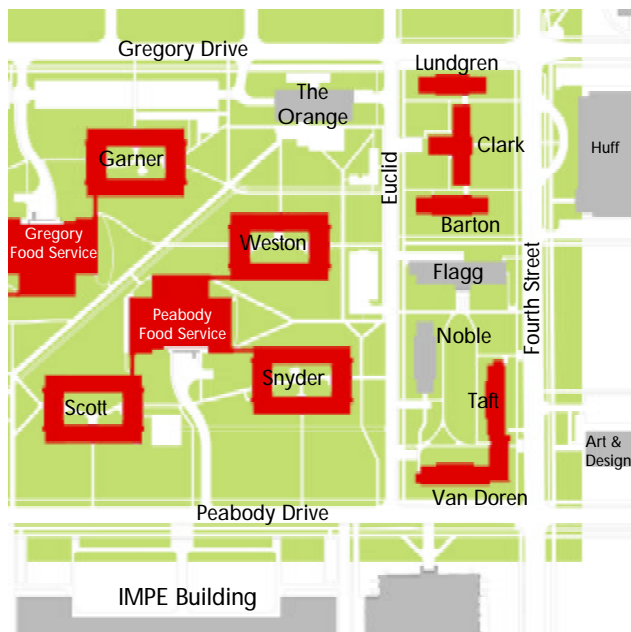 Gregory Drive
Lundgren
The
Orange
Clark
Huff
Garner
Euclid
Barton
Gregory
Food Service
Weston
Flagg
Fourth Street
Peabody
Food Service
Noble
Snyder
Scott
Taft
Art &
Design
Van Doren
Peabody Drive
IMPE Building